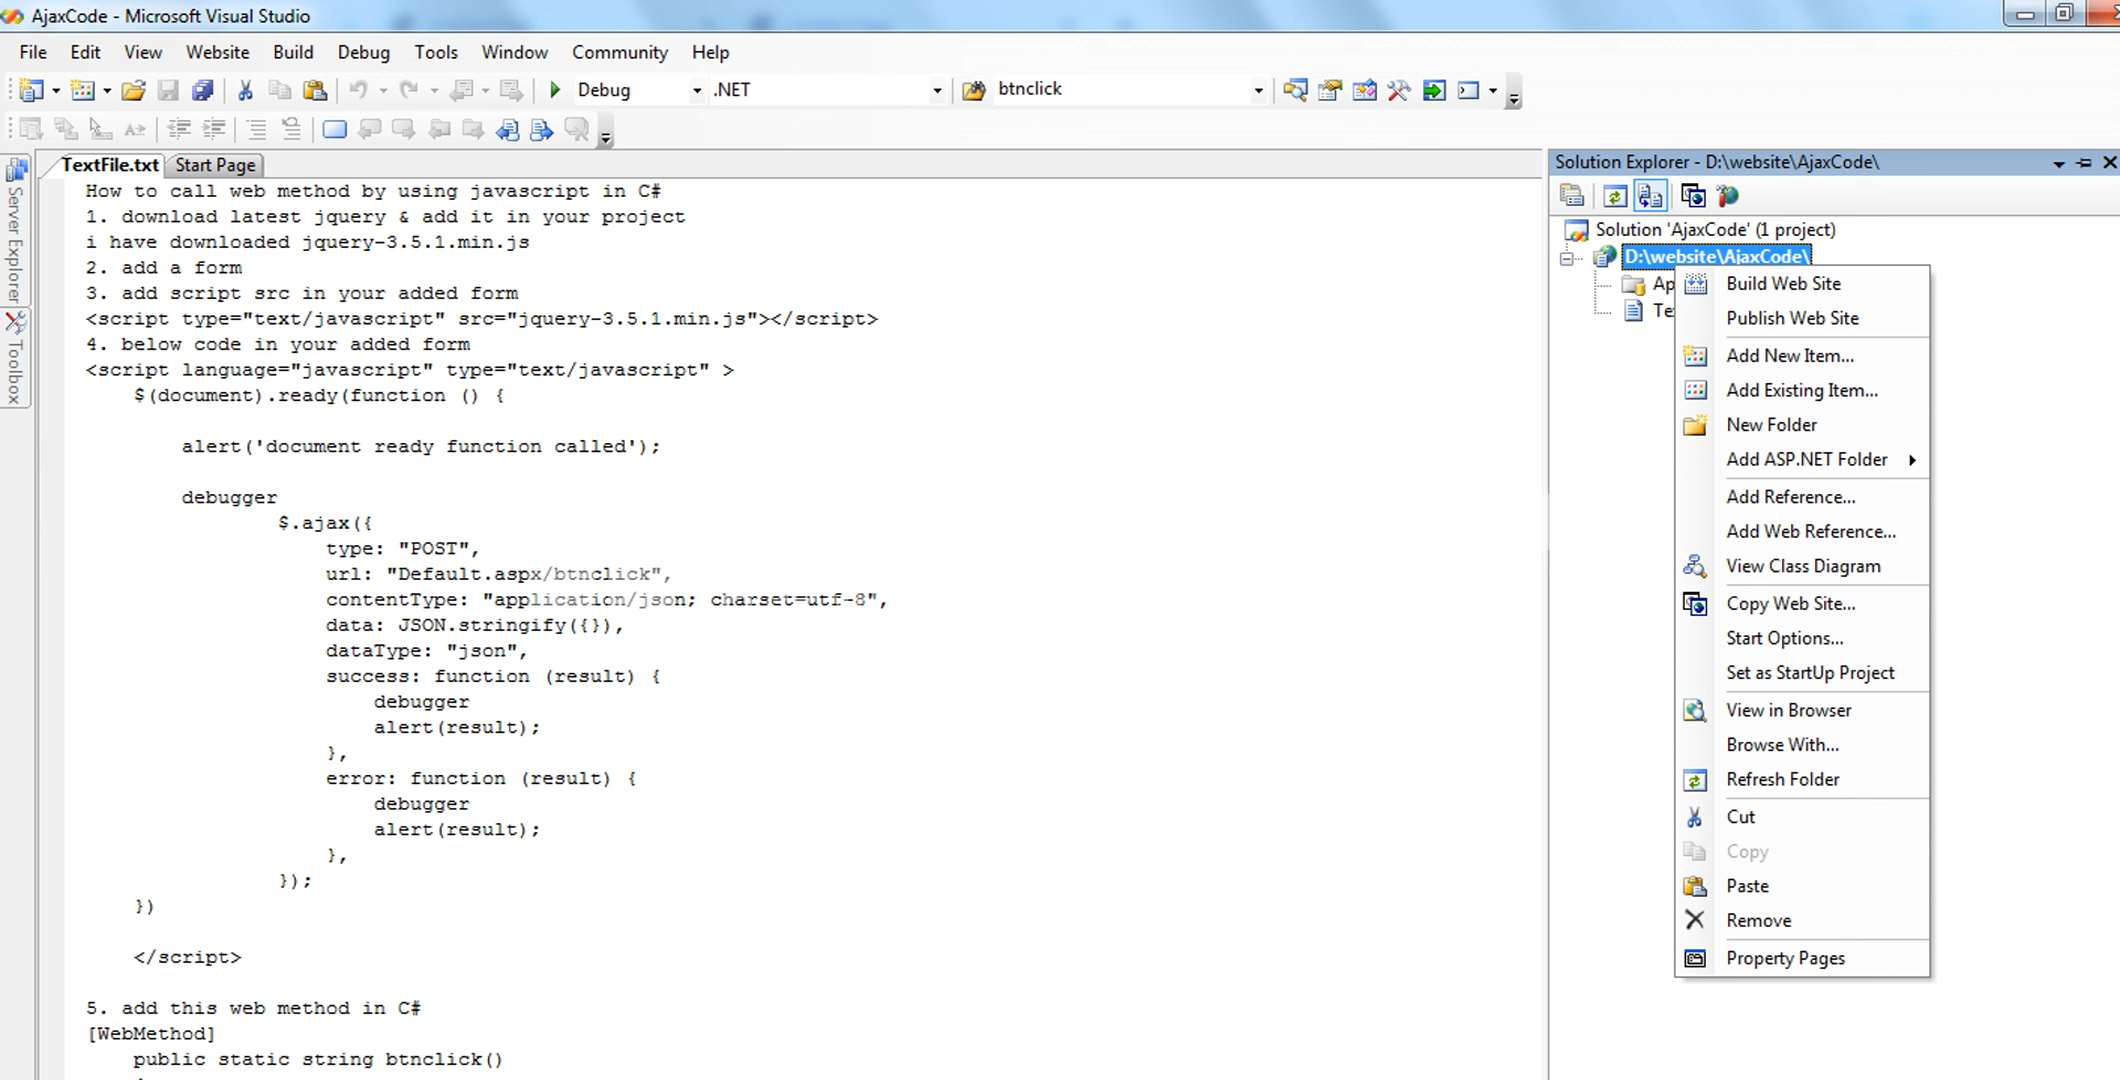 AjaxCode - Microsoft Visual Studio
File Edit View Website Build Debug Tools Window Community Help
Debug .NET btnclick
TextFile.txt Start Page
Server Explorer
Toolbox
How to call web method by using javascript in C#
1. download latest jquery & add it in your project
i have downloaded jquery-3.5.1.min.js
2. add a form
3. add script src in your added form
<script type="text/javascript" src="jquery-3.5.1.min.js"></script>
4. below code in your added form
<script language="javascript" type="text/javascript" >
$(document).ready(function () {
alert('document ready function called');
debugger
$.ajax({
type: "POST",
url: "Default.aspx/btnclick",
contentType: "application/json; charset=utf-8",
data: JSON.stringify({}),
dataType: "json",
success: function (result) {
debugger
alert(result);
},
error: function (result) {
debugger
alert(result);
},
});
})
</script>
5. add this web method in C#
[WebMethod]
public static string btnclick()
Solution Explorer - D:\website\AjaxCode\
Solution 'AjaxCode' (1 project)
D:\website\AjaxCode\
Build Web Site
Publish Web Site
Add New Item...
Add Existing Item...
New Folder
Add ASP.NET Folder
Add Reference...
Add Web Reference...
View Class Diagram
Copy Web Site...
Start Options...
Set as StartUp Project
View in Browser
Browse With...
Refresh Folder
Cut
Copy
Paste
Remove
Property Pages